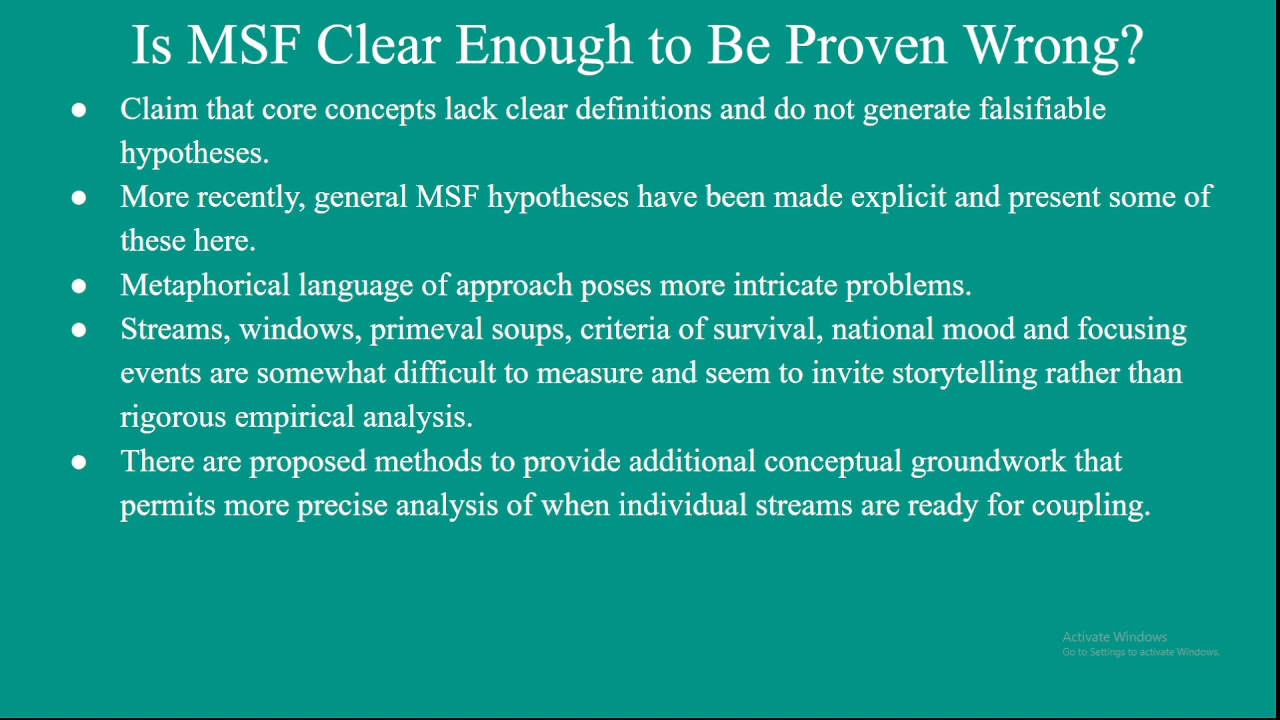 Is MSF Clear Enough to Be Proven Wrong?
● Claim that core concepts lack clear definitions and do not generate falsifiable
hypotheses.
● More recently, general MSF hypotheses have been made explicit and present some of
these here.
● Metaphorical language of approach poses more intricate problems.
● Streams, windows, primeval soups, criteria of survival, national mood and focusing
events are somewhat difficult to measure and seem to invite storytelling rather than
rigorous empirical analysis.
● There are proposed methods to provide additional conceptual groundwork that
permits more precise analysis of when individual streams are ready for coupling.
Activate Windows
Go to Settings to activate Windows.